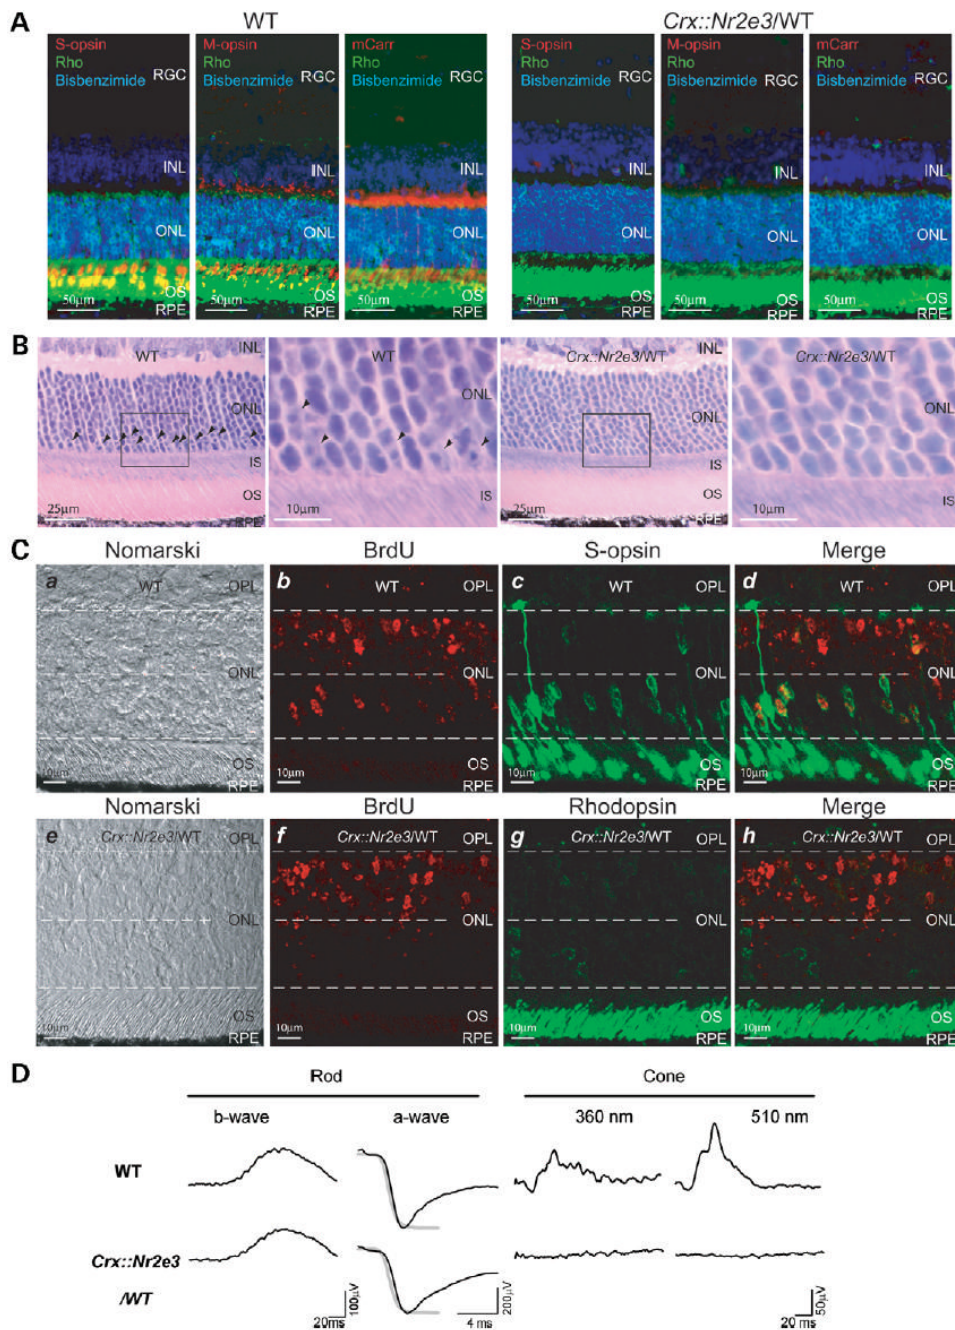 A
WT
Crx::Nr2e3/WT
S-opsin
Rho
Bisbenzimide
RGC
INL
ONL
OS
RPE
50µm
M-opsin
Rho
Bisbenzimide
RGC
INL
ONL
OS
RPE
50µm
mCarr
Rho
Bisbenzimide
RGC
INL
ONL
OS
RPE
50µm
S-opsin
Rho
Bisbenzimide
RGC
INL
ONL
OS
RPE
50µm
M-opsin
Rho
Bisbenzimide
RGC
INL
ONL
OS
RPE
50µm
mCarr
Rho
Bisbenzimide
RGC
INL
ONL
OS
RPE
50µm
B
WT
INL
ONL
IS
OS
RPE
25µm
WT
ONL
IS
10µm
Crx::Nr2e3/WT
INL
ONL
IS
OS
RPE
25µm
Crx::Nr2e3/WT
ONL
IS
10µm
C
Nomarski
BrdU
S-opsin
Merge
a
WT
OPL
ONL
OS
RPE
10µm
b
WT
OPL
ONL
OS
RPE
10µm
c
WT
OPL
ONL
OS
RPE
10µm
d
WT
OPL
ONL
OS
RPE
10µm
Nomarski
BrdU
Rhodopsin
Merge
e
Crx::Nr2e3/WT
OPL
ONL
OS
RPE
10µm
f
Crx::Nr2e3/WT
OPL
ONL
OS
RPE
10µm
g
Crx::Nr2e3/WT
OPL
ONL
OS
RPE
10µm
h
Crx::Nr2e3/WT
OPL
ONL
OS
RPE
10µm
D
Rod
Cone
b-wave
a-wave
360 nm
510 nm
WT
Crx::Nr2e3
/WT
100µV
20ms
200µV
4 ms
50µV
20 ms